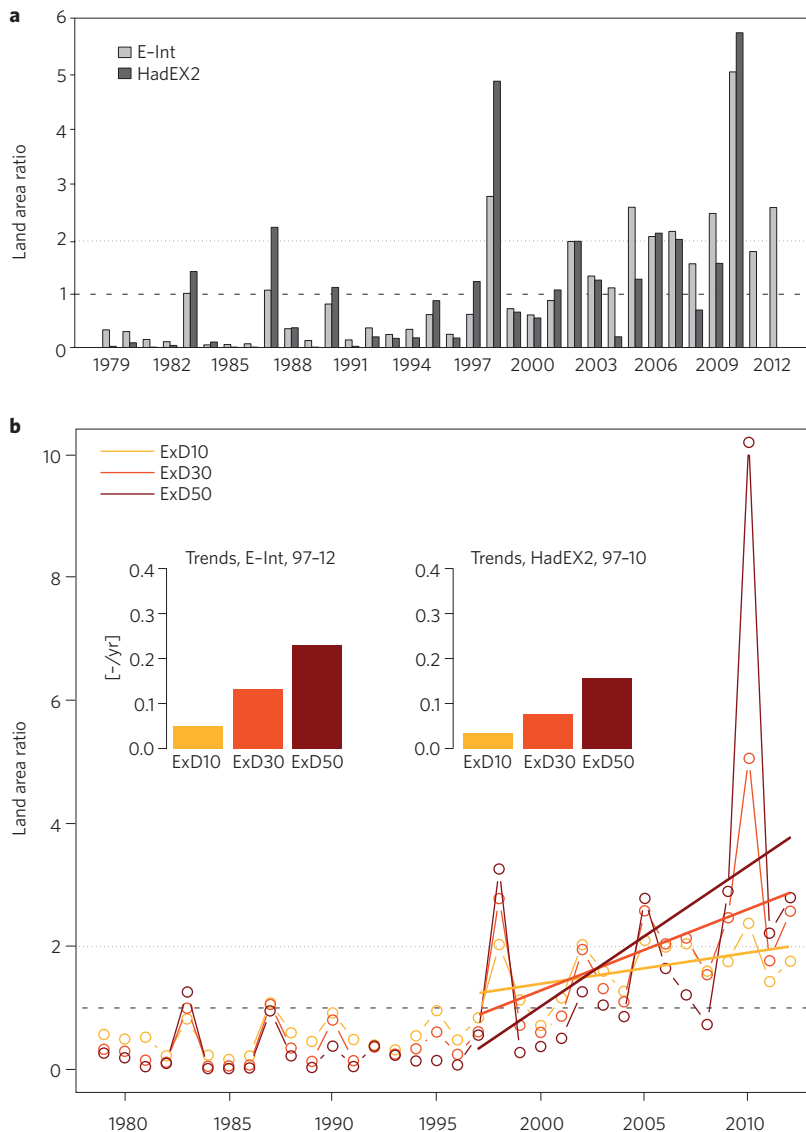 a
6
5
4
3
2
1
0
Land area ratio
E–Int
HadEX2
1979 1982 1985 1988 1991 1994 1997 2000 2003 2006 2009 2012
b
10
8
6
4
2
0
Land area ratio
ExD10
ExD30
ExD50
Trends, E–Int, 97–12
0.4
0.3
0.2
0.1
0.0
[–/yr]
ExD10 ExD30 ExD50
Trends, HadEX2, 97–10
0.4
0.3
0.2
0.1
0.0
ExD10 ExD30 ExD50
1980 1985 1990 1995 2000 2005 2010